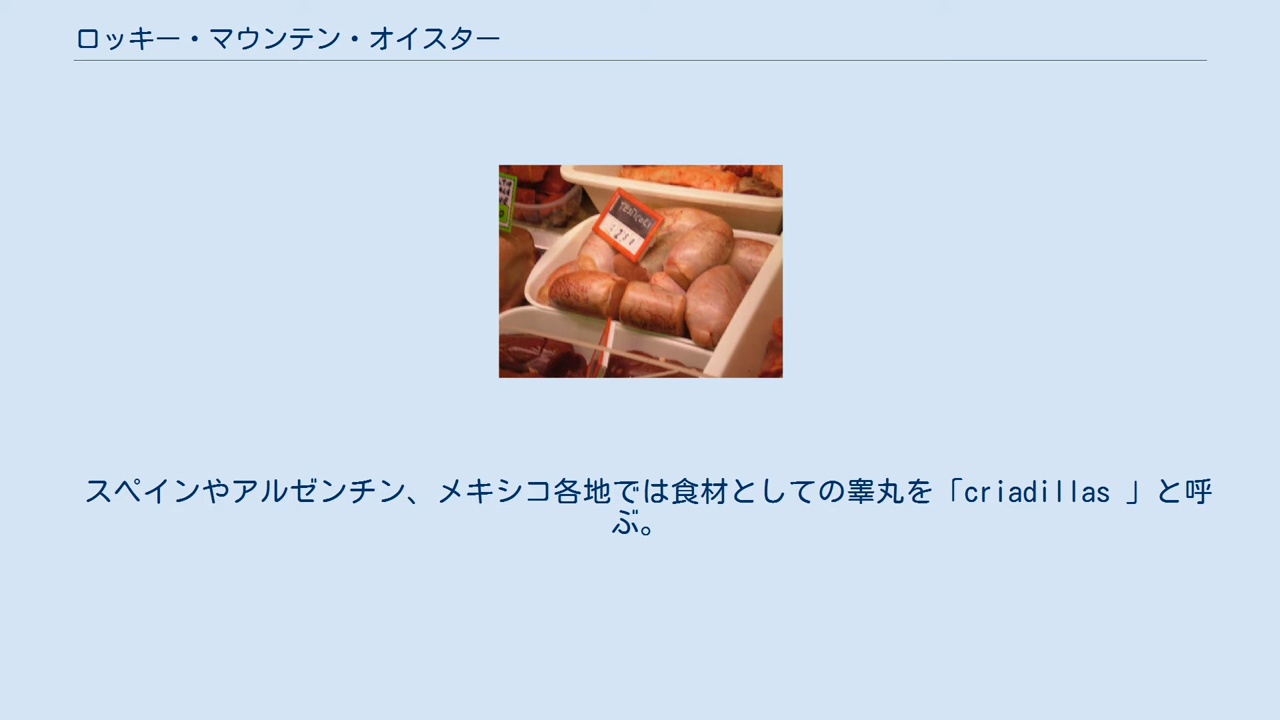 ロッキー・マウンテン・オイスター
スペインやアルゼンチン、メキシコ各地では食材としての睾丸を「criadillas 」と呼
ぶ。